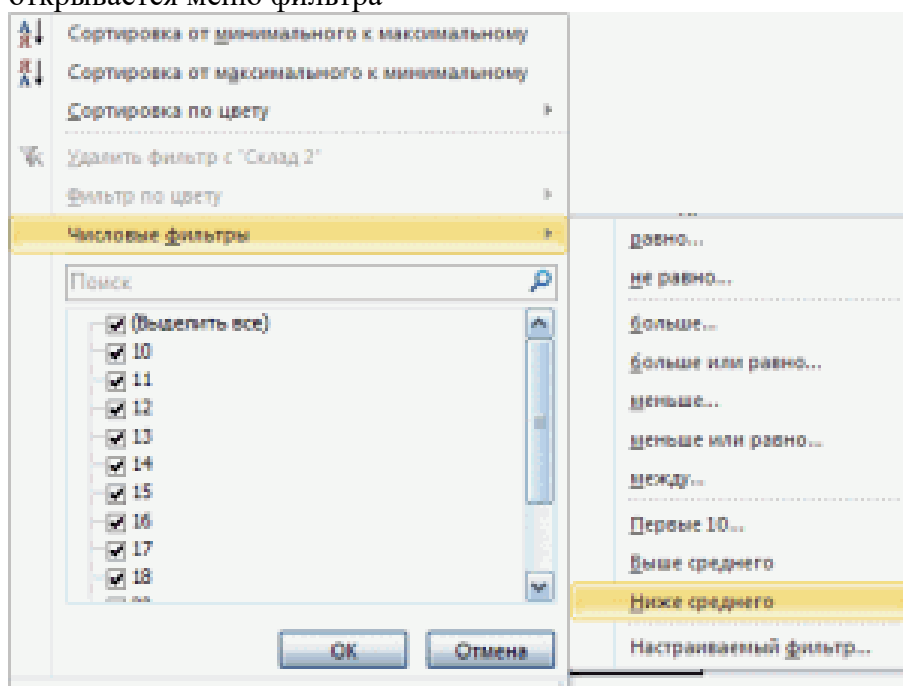 открывается меню фильтра
Сортировка от минимального к максимальному
Сортировка от максимального к минимальному
Сортировка по цвету
Удалить фильтр с "Склад 2"
Фильтр по цвету
Числовые фильтры
Поиск
(Выделить все)
10
11
12
13
14
15
16
17
18
ОК
Отмена
равно...
не равно...
больше...
больше или равно...
меньше...
меньше или равно...
между...
Первые 10...
Выше среднего
Ниже среднего
Настраиваемый фильтр...